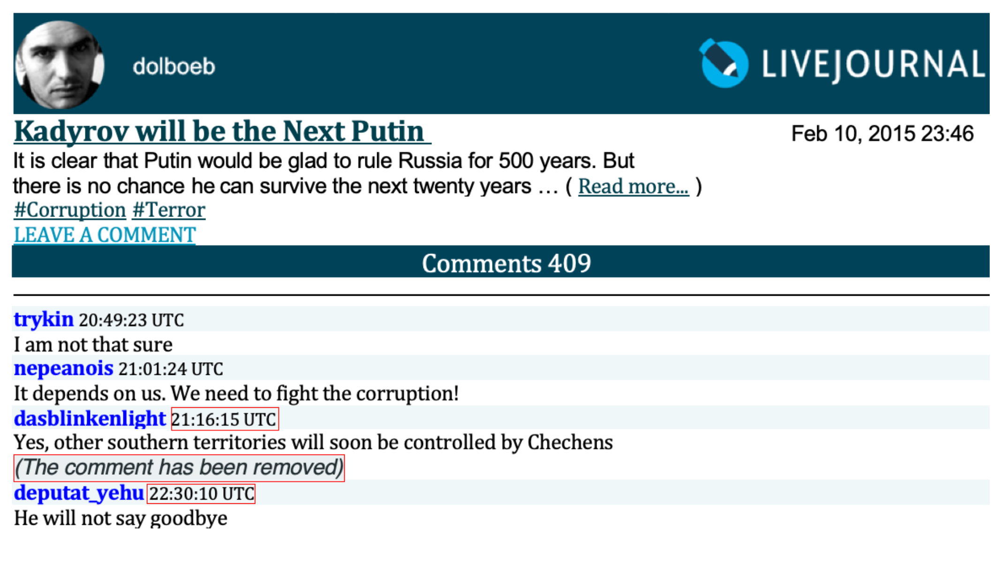 dolboeb
LIVEJOURNAL
Kadyrov will be the Next Putin
Feb 10, 2015 23:46
It is clear that Putin would be glad to rule Russia for 500 years. But
there is no chance he can survive the next twenty years … ( Read more... )
#Corruption #Terror
LEAVE A COMMENT
Comments 409
trykin 20:49:23 UTC
I am not that sure
nepeanois 21:01:24 UTC
It depends on us. We need to fight the corruption!
dasblinkenlight 21:16:15 UTC
Yes, other southern territories will soon be controlled by Chechens
(The comment has been removed)
deputat_yehu 22:30:10 UTC
He will not say goodbye